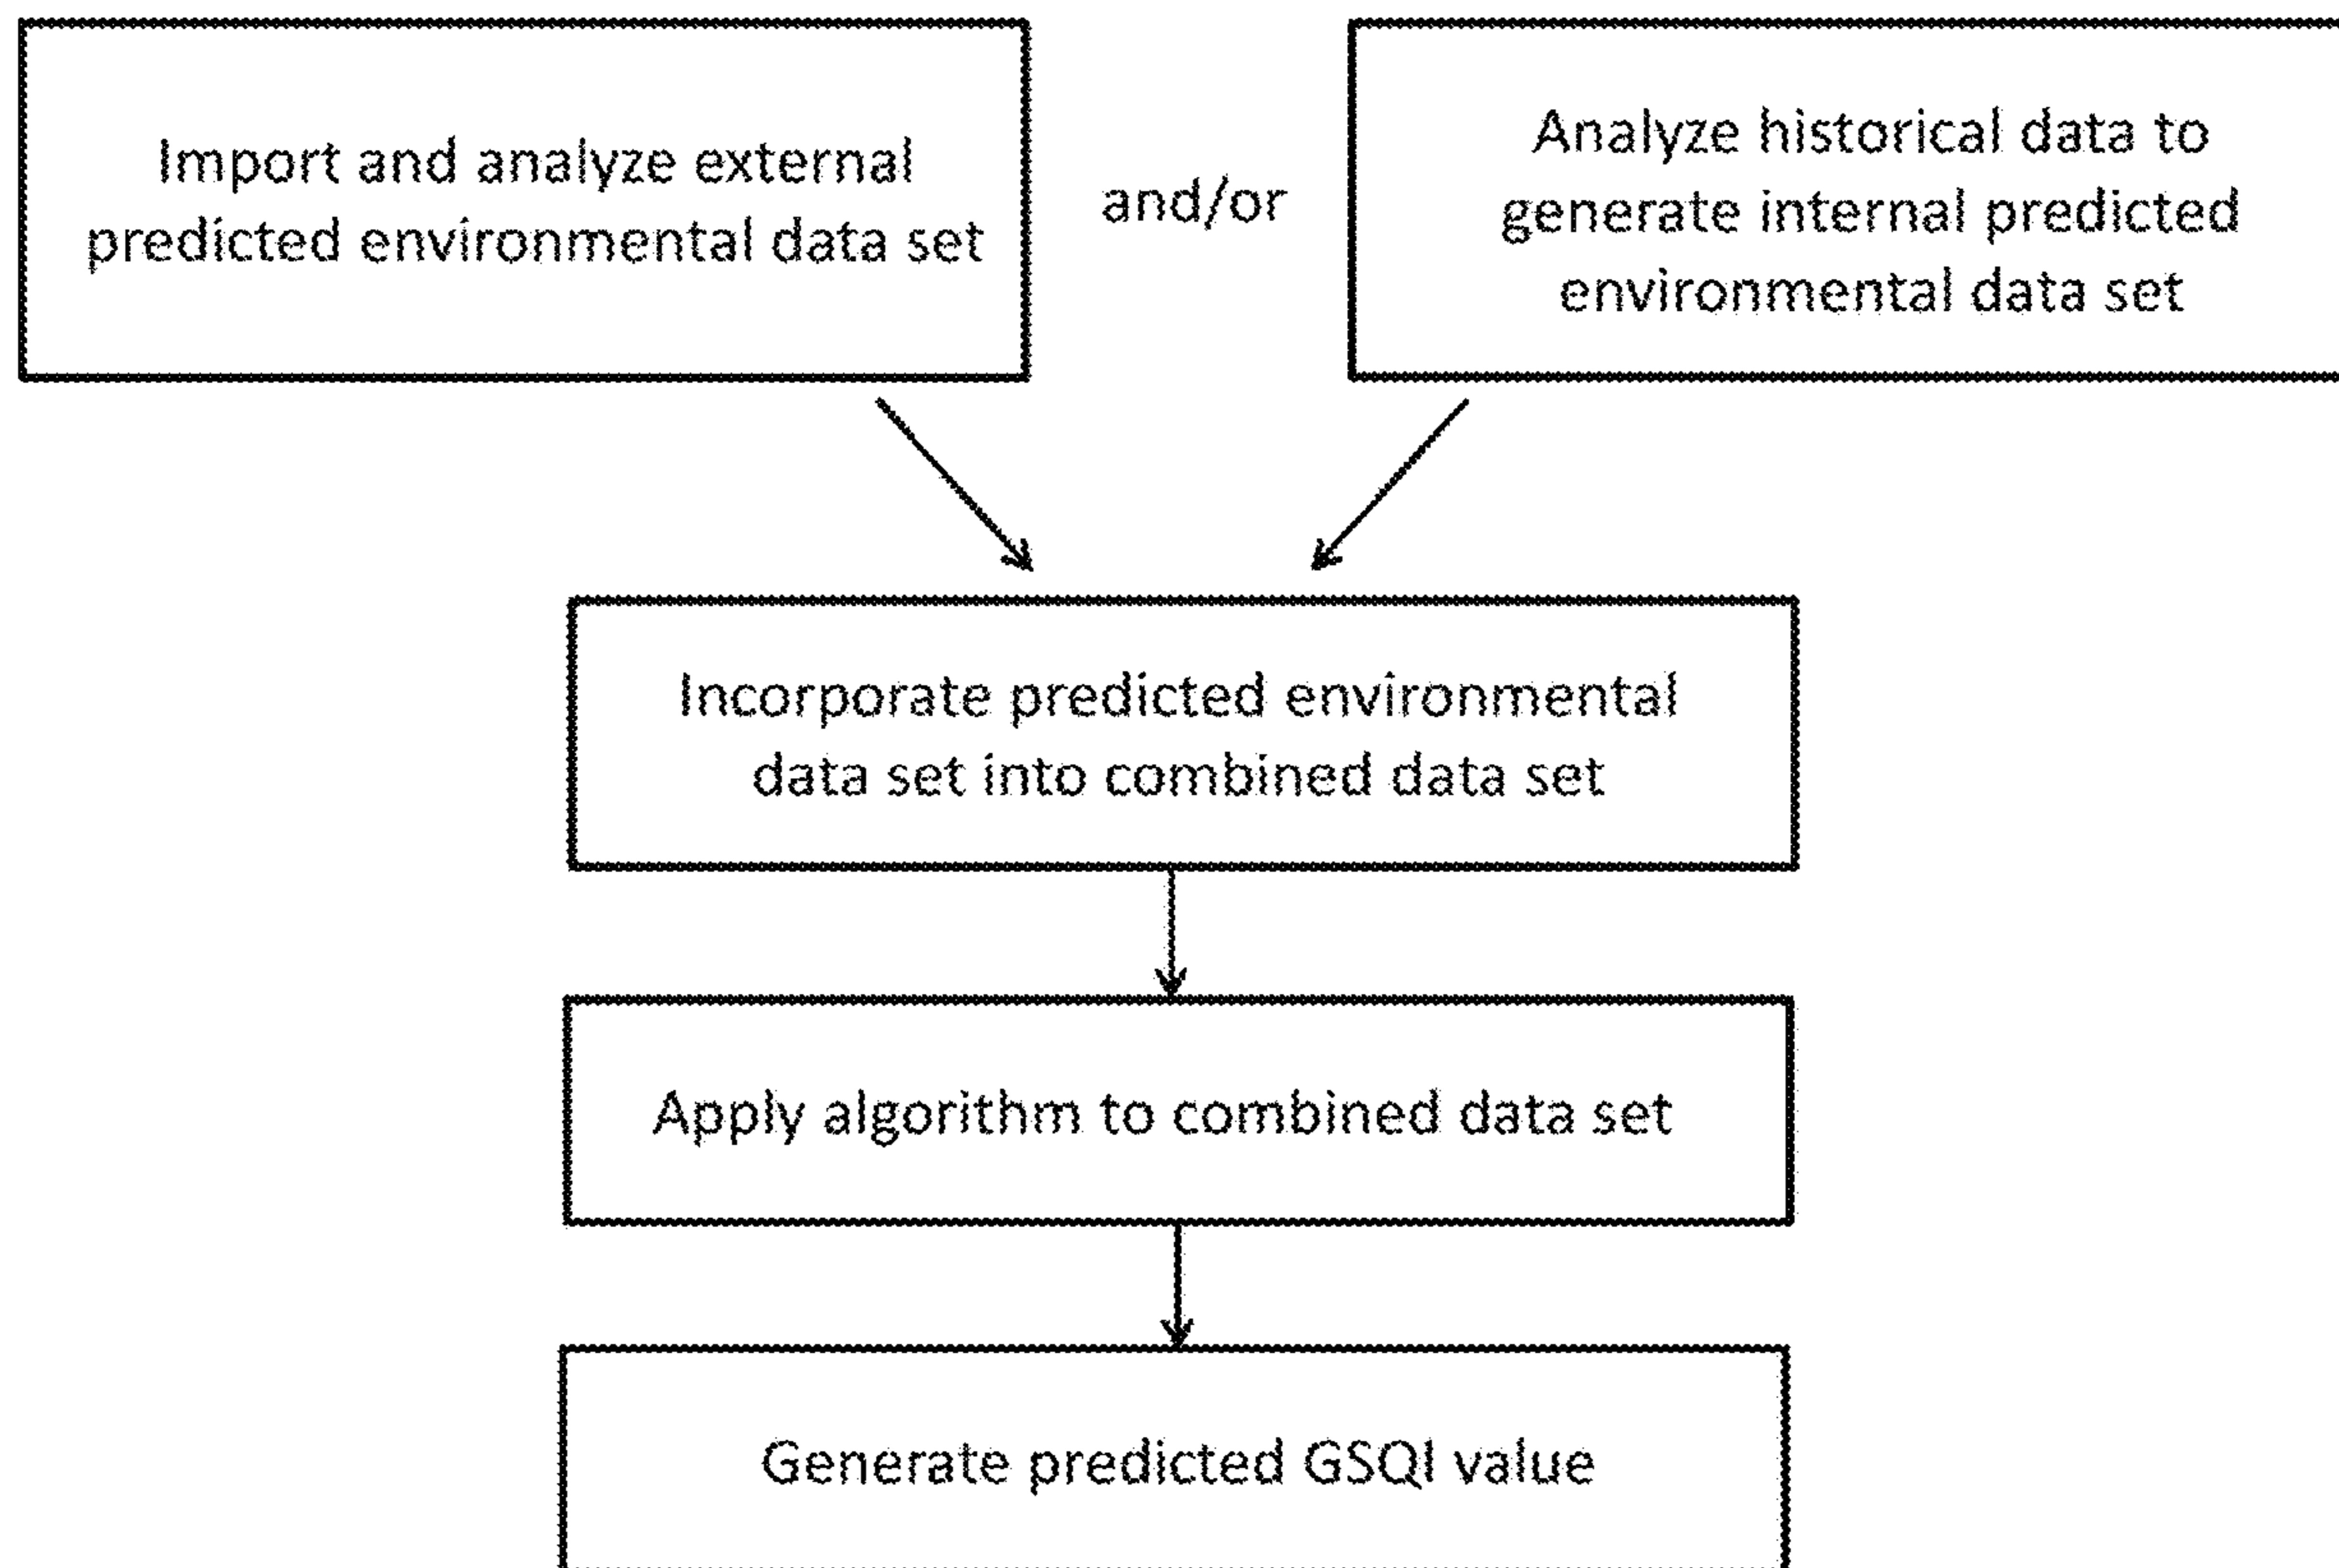 Import and analyze external
predicted environmental data set
and/or
Analyze historical data to
generate internal predicted
environmental data set
Incorporate predicted environmental
data set into combined data set
Apply algorithm to combined data set
Generate predicted GSQI value